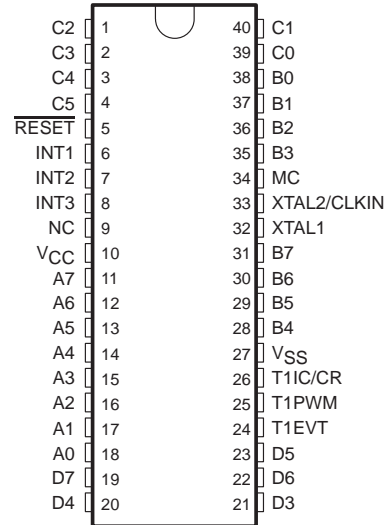 C2 1 40 C1
C3 2 39 C0
C4 3 38 B0
C5 4 37 B1
RESET 5 36 B2
INT1 6 35 B3
INT2 7 34 MC
INT3 8 33 XTAL2/CLKIN
NC 9 32 XTAL1
VCC 10 31 B7
A7 11 30 B6
A6 12 29 B5
A5 13 28 B4
A4 14 27 VSS
A3 15 26 T1IC/CR
A2 16 25 T1PWM
A1 17 24 T1EVT
A0 18 23 D5
D7 19 22 D6
D4 20 21 D3